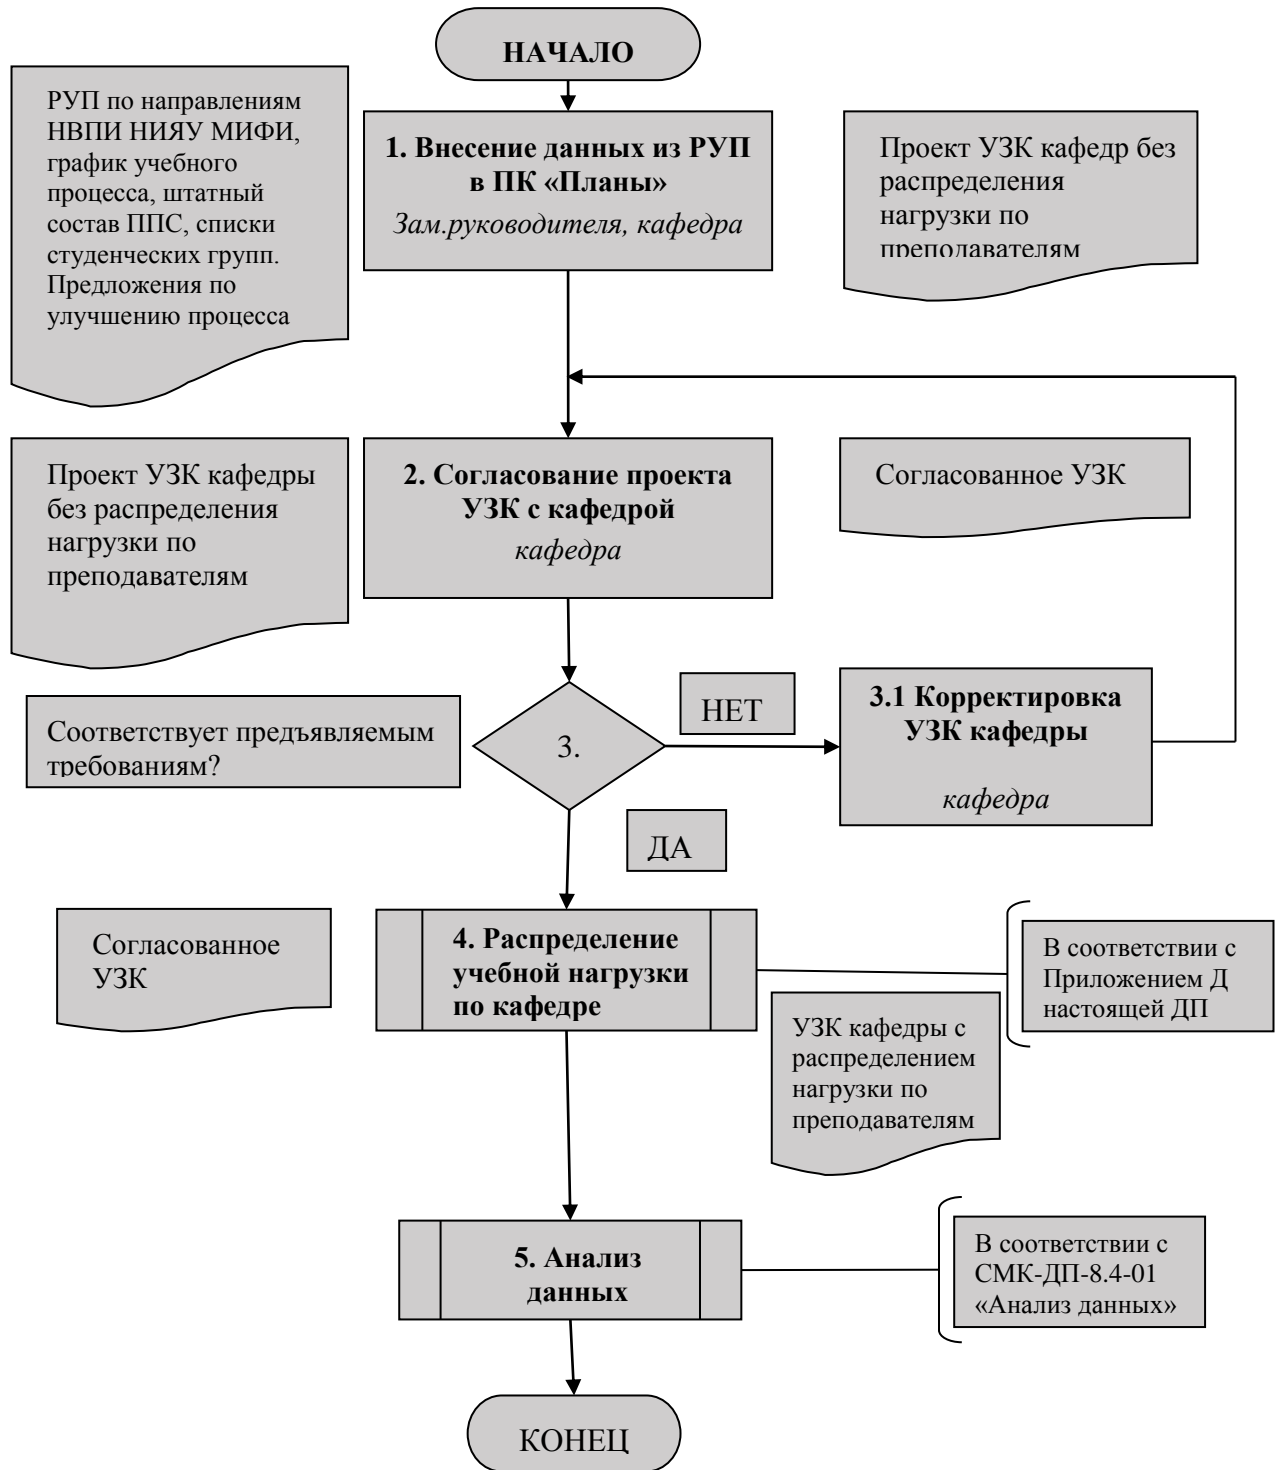 НАЧАЛО
РУП по направлениям
НВПИ НИЯУ МИФИ,
график учебного
процесса, штатный
состав ППС, списки
студенческих групп.
Предложения по
улучшению процесса
1. Внесение данных из РУП
в ПК «Планы»
Зам.руководителя, кафедра
Проект УЗК кафедр без
распределения
нагрузки по
преподавателям
Проект УЗК кафедры
без распределения
нагрузки по
преподавателям
2. Согласование проекта
УЗК с кафедрой
кафедра
Согласованное УЗК
Соответствует предъявляемым
требованиям?
3.
НЕТ
3.1 Корректировка
УЗК кафедры
кафедра
ДА
Согласованное
УЗК
4. Распределение
учебной нагрузки
по кафедре
В соответствии с
Приложением Д
настоящей ДП
УЗК кафедры с
распределением
нагрузки по
преподавателям
5. Анализ
данных
В соответствии с
СМК-ДП-8.4-01
«Анализ данных»
КОНЕЦ